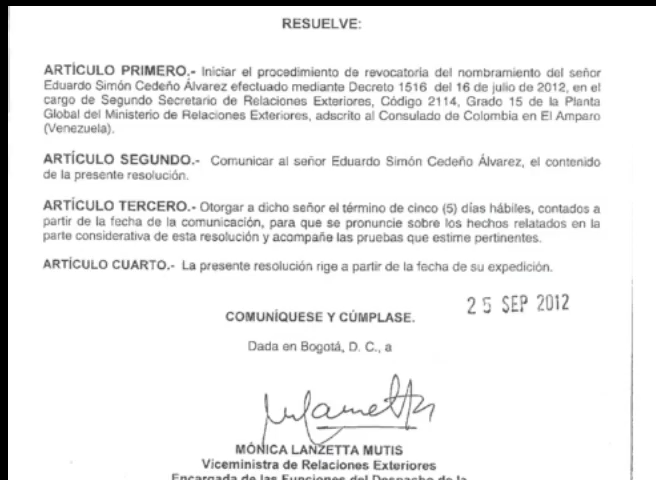 RESUELVE:
ARTÍCULO PRIMERO.- Iniciar el procedimiento de revocatoria del nombramiento del señor
Eduardo Simón Cedeño Álvarez efectuado mediante Decreto 1516 del 16 de julio de 2012, en el
cargo de Segundo Secretario de Relaciones Exteriores, Código 2114, Grado 15 de la Planta
Global del Ministerio de Relaciones Exteriores, adscrito al Consulado de Colombia en El Amparo
(Venezuela).
ARTÍCULO SEGUNDO.- Comunicar al señor Eduardo Simón Cedeño Álvarez, el contenido
de la presente resolución.
ARTÍCULO TERCERO.- Otorgar a dicho señor el término de cinco (5) días hábiles, contados a
partir de la fecha de la comunicación, para que se pronuncie sobre los hechos relatados en la
parte considerativa de esta resolución y acompañe las pruebas que estime pertinentes.
ARTÍCULO CUARTO.- La presente resolución rige a partir de la fecha de su expedición.
25 SEP 2012
COMUNÍQUESE Y CÚMPLASE.
Dada en Bogotá, D. C., a
MÓNICA LANZETTA MUTIS
Viceministra de Relaciones Exteriores
Encargada de las Funciones del Despacho de la